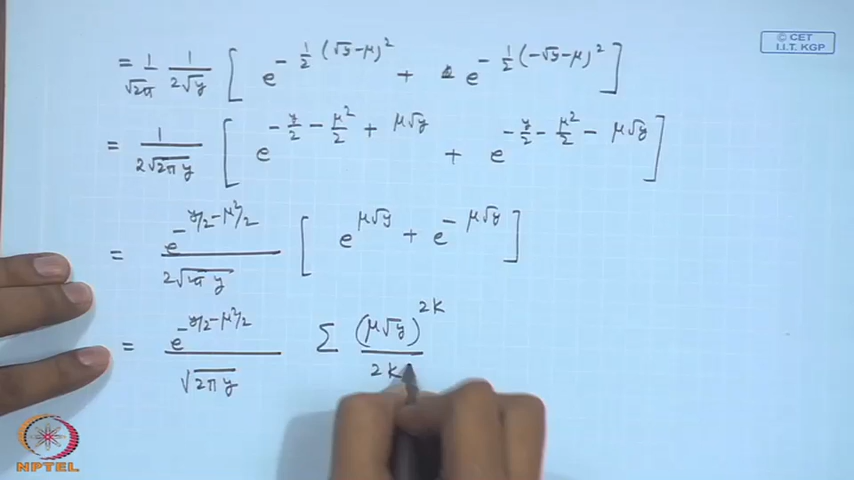 © CET
I.I.T. KGP
= 1/√2π 1/2√y [ e^{-1/2 (√y-μ)^2} + e^{-1/2 (-√y-μ)^2} ]
= 1/2√2πy [ e^{-y/2 - μ^2/2 + μ√y} + e^{-y/2 - μ^2/2 - μ√y} ]
= e^{-y/2-μ^2/2}/2√2πy [ e^{μ√y} + e^{-μ√y} ]
= e^{-y/2-μ^2/2}/√2πy Σ (μ√y)^{2K}/2K
NPTEL